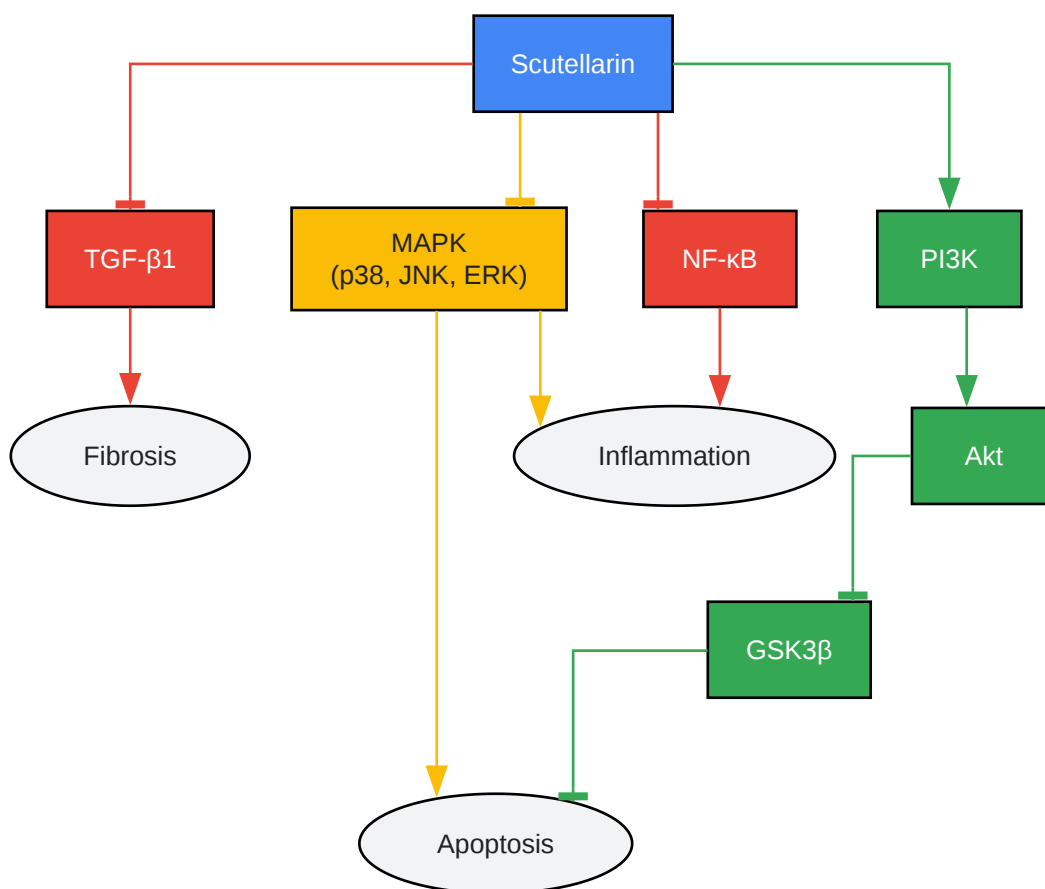 Scutellarin
TGF-β1
MAPK
(p38, JNK, ERK)
NF-κB
PI3K
Fibrosis
Inflammation
Akt
GSK3β
Apoptosis